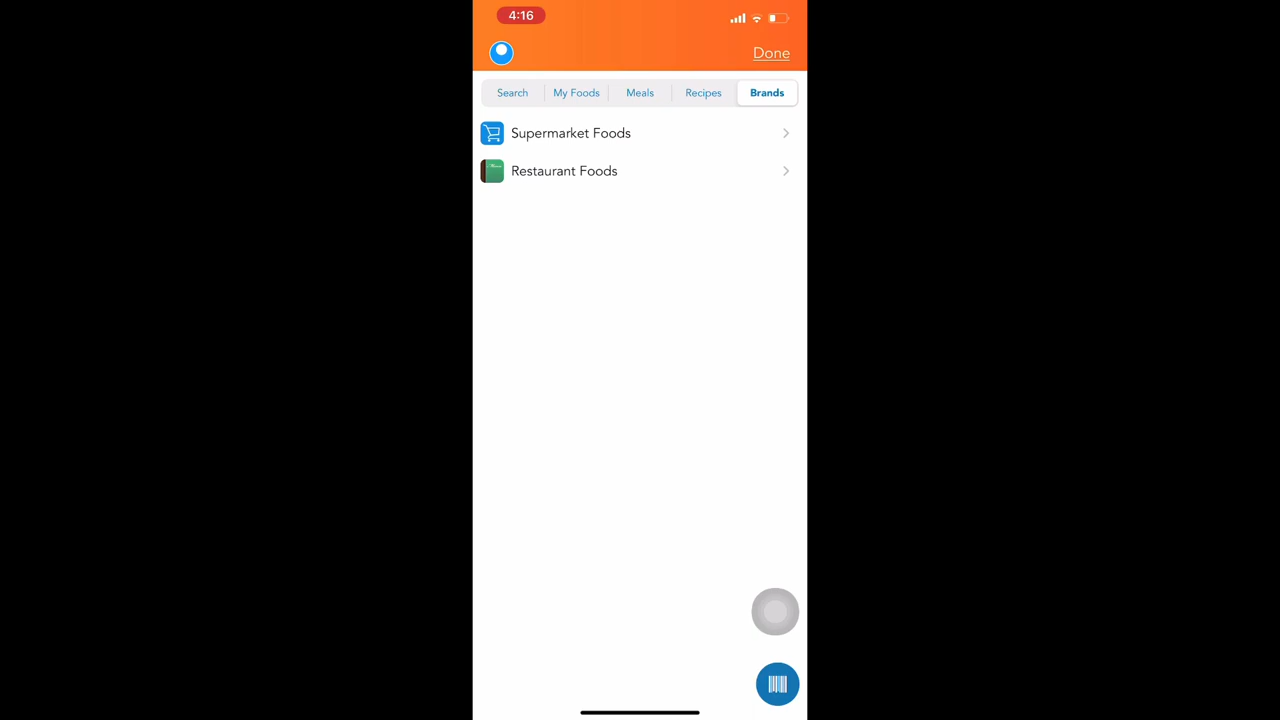 4:16
Done
Search My Foods Meals Recipes Brands
Supermarket Foods
Restaurant Foods